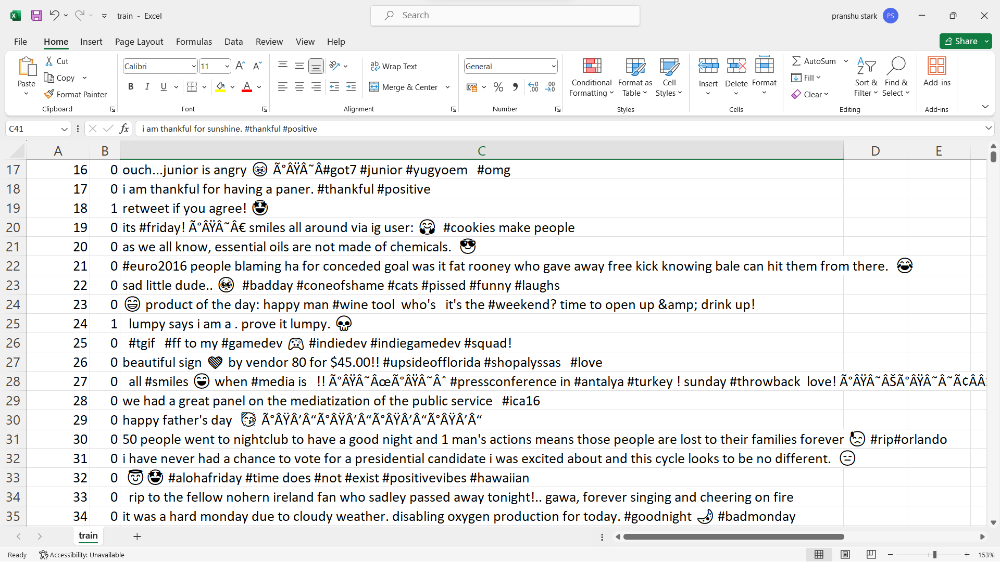 train - Excel
Search
pranshu stark PS
File Home Insert Page Layout Formulas Data Review View Help
Share
Paste
Cut
Copy
Format Painter
Clipboard
Calibri 11
B I U A
Font
Wrap Text
Merge & Center
Alignment
General
Number
Conditional Formatting
Format as Table
Cell Styles
Styles
Insert Delete Format
Cells
AutoSum
Fill
Clear
Sort & Filter
Find & Select
Editing
Add-ins
Add-ins
C41 fx i am thankful for sunshine. #thankful #positive
A B C D E
17 16 0 ouch...junior is angry 😡 Ã°ÂŸÂ˜Â#got7 #junior #yugyoem #omg
18 17 0 i am thankful for having a paner. #thankful #positive
19 18 1 retweet if you agree! 🤩
20 19 0 its #friday! Ã°ÂŸÂ˜Â€ smiles all around via ig user: 🤗 #cookies make people
21 20 0 as we all know, essential oils are not made of chemicals. 😎
22 21 0 #euro2016 people blaming ha for conceded goal was it fat rooney who gave away free kick knowing bale can hit them from there. 😂
23 22 0 sad little dude.. 🥺 #badday #coneofshame #cats #pissed #funny #laughs
24 23 0 😄 product of the day: happy man #wine tool who's it's the #weekend? time to open up &amp; drink up!
25 24 1 lumpy says i am a . prove it lumpy. 💀
26 25 0 #tgif #ff to my #gamedev 🎮 #indiedev #indiegamedev #squad!
27 26 0 beautiful sign 💚 by vendor 80 for $45.00!! #upsideofflorida #shopalyssas #love
28 27 0 all #smiles 😅 when #media is !! Ã°ÂŸÂ˜ÂœÃ°ÂŸÂ˜Âˆ #pressconference in #antalya #turkey ! sunday #throwback love! Ã°ÂŸÂ˜ÂŠÃ°ÂŸÂ˜Â˜Ã¢Â
29 28 0 we had a great panel on the mediatization of the public service #ica16
30 29 0 happy father's day 🥳 Ã°ÂŸÂ’Â“Ã°ÂŸÂ’Â“Ã°ÂŸÂ’Â“Ã°ÂŸÂ’Â“
31 30 0 50 people went to nightclub to have a good night and 1 man's actions means those people are lost to their families forever 😓 #rip#orlando
32 31 0 i have never had a chance to vote for a presidential candidate i was excited about and this cycle looks to be no different. 😑
33 32 0 😇🤩 #alohafriday #time does #not #exist #positivevibes #hawaiian
34 33 0 rip to the fellow nohern ireland fan who sadley passed away tonight!.. gawa, forever singing and cheering on fire
35 34 0 it was a hard monday due to cloudy weather. disabling oxygen production for today. #goodnight 🌙 #badmonday
train
Ready Accessibility: Unavailable 153%